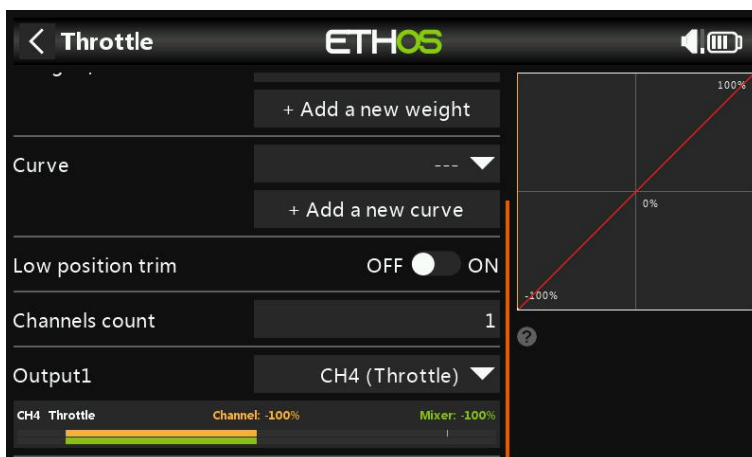 Throttle
ETHOS
+ Add a new weight
Curve
---
+ Add a new curve
Low position trim
OFF ON
Channels count
1
Output1
CH4 (Throttle)
CH4 Throttle
Channel: -100%
Mixer: -100%
100%
0%
-100%
?